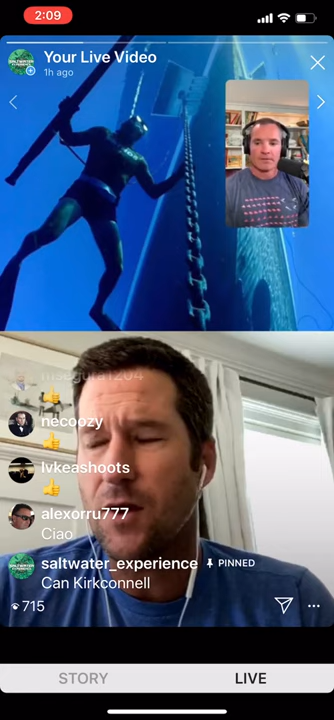 2:09
Your Live Video
1h ago
👍
necoozy
👍
lvkeashoots
👍
alexorru777
Ciao
saltwater_experience PINNED
Can Kirkconnell
715
STORY LIVE